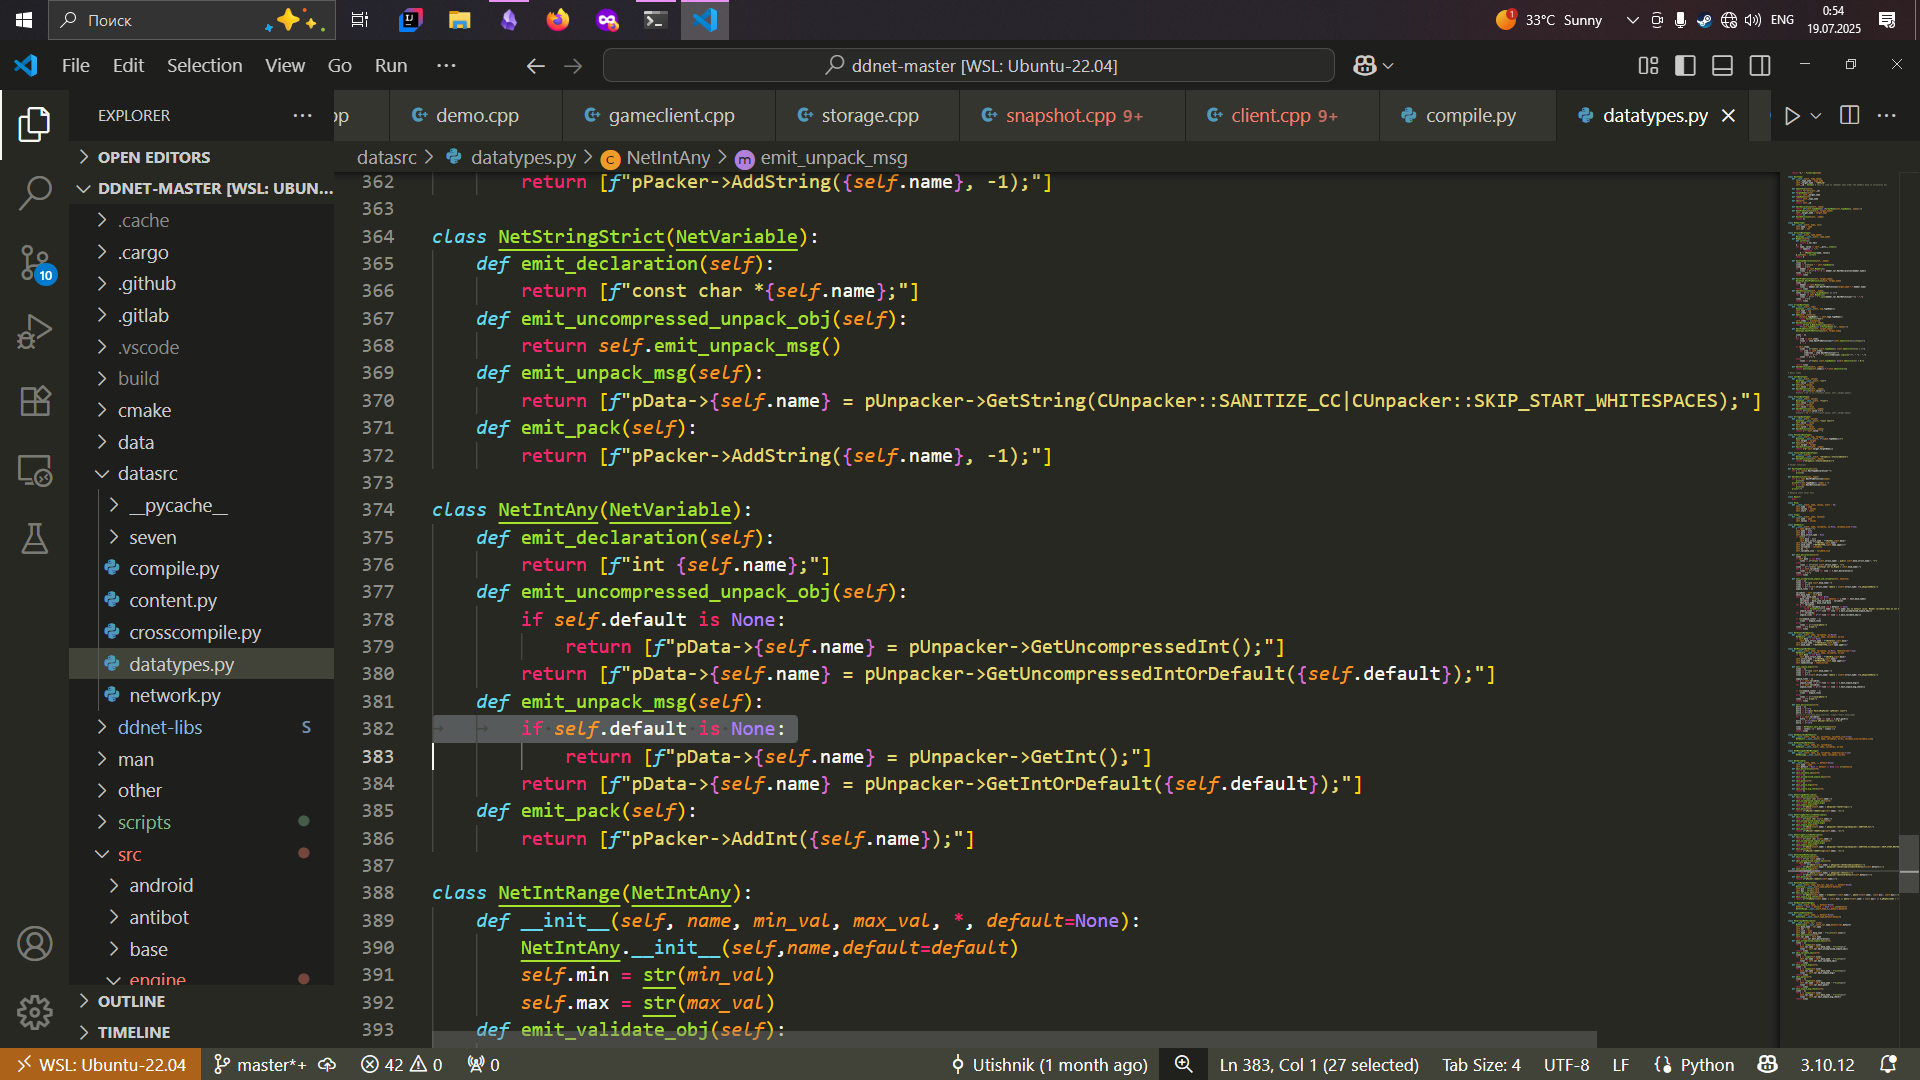 Поиск
33°C Sunny
ENG
0:54
19.07.2025
File Edit Selection View Go Run ...
ddnet-master [WSL: Ubuntu-22.04]
EXPLORER
pp
demo.cpp
gameclient.cpp
storage.cpp
snapshot.cpp 9+
client.cpp 9+
compile.py
datatypes.py
datasrc > datatypes.py > NetIntAny > emit_unpack_msg
OPEN EDITORS
DDNET-MASTER [WSL: UBUN...
.cache
.cargo
.github
.gitlab
.vscode
build
cmake
data
datasrc
__pycache__
seven
compile.py
content.py
crosscompile.py
datatypes.py
network.py
ddnet-libs S
man
other
scripts
src
android
antibot
base
engine
OUTLINE
TIMELINE
10
362 return [f"pPacker->AddString({self.name}, -1);"]
363
364 class NetStringStrict(NetVariable):
365 def emit_declaration(self):
366 return [f"const char *{self.name};"]
367 def emit_uncompressed_unpack_obj(self):
368 return self.emit_unpack_msg()
369 def emit_unpack_msg(self):
370 return [f"pData->{self.name} = pUnpacker->GetString(CUnpacker::SANITIZE_CC|CUnpacker::SKIP_START_WHITESPACES);"]
371 def emit_pack(self):
372 return [f"pPacker->AddString({self.name}, -1);"]
373
374 class NetIntAny(NetVariable):
375 def emit_declaration(self):
376 return [f"int {self.name};"]
377 def emit_uncompressed_unpack_obj(self):
378 if self.default is None:
379 return [f"pData->{self.name} = pUnpacker->GetUncompressedInt();"]
380 return [f"pData->{self.name} = pUnpacker->GetUncompressedIntOrDefault({self.default});"]
381 def emit_unpack_msg(self):
382 if self.default is None:
383 return [f"pData->{self.name} = pUnpacker->GetInt();"]
384 return [f"pData->{self.name} = pUnpacker->GetIntOrDefault({self.default});"]
385 def emit_pack(self):
386 return [f"pPacker->AddInt({self.name});"]
387
388 class NetIntRange(NetIntAny):
389 def __init__(self, name, min_val, max_val, *, default=None):
390 NetIntAny.__init__(self,name,default=default)
391 self.min = str(min_val)
392 self.max = str(max_val)
393 def emit_validate_obj(self):
WSL: Ubuntu-22.04
master*+
42 0
0
Utishnik (1 month ago)
Ln 383, Col 1 (27 selected)
Tab Size: 4
UTF-8
LF
Python
3.10.12